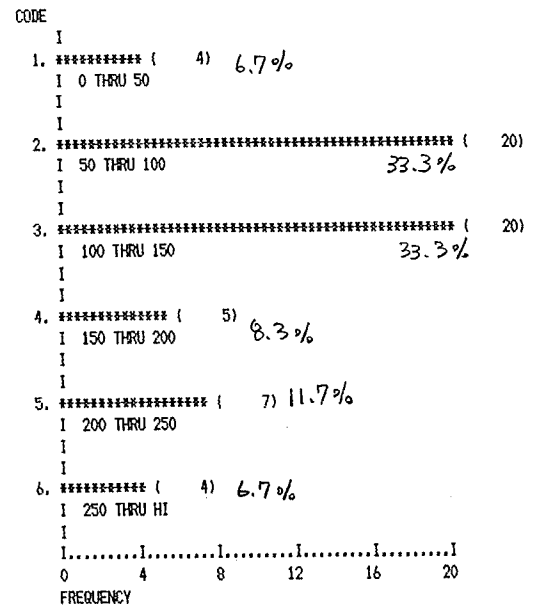 CODE
I
1. *********** ( 4) 6.7%
I 0 THRU 50
I
I
2. *************************************************** ( 20)
I 50 THRU 100 33.3%
I
I
3. *************************************************** ( 20)
I 100 THRU 150 33.3%
I
I
4. ************** ( 5) 8.3%
I 150 THRU 200
I
I
5. ******************* ( 7) 11.7%
I 200 THRU 250
I
I
6. *********** ( 4) 6.7%
I 250 THRU HI
I
I.........I.........I.........I.........I.........I
0 4 8 12 16 20
FREQUENCY